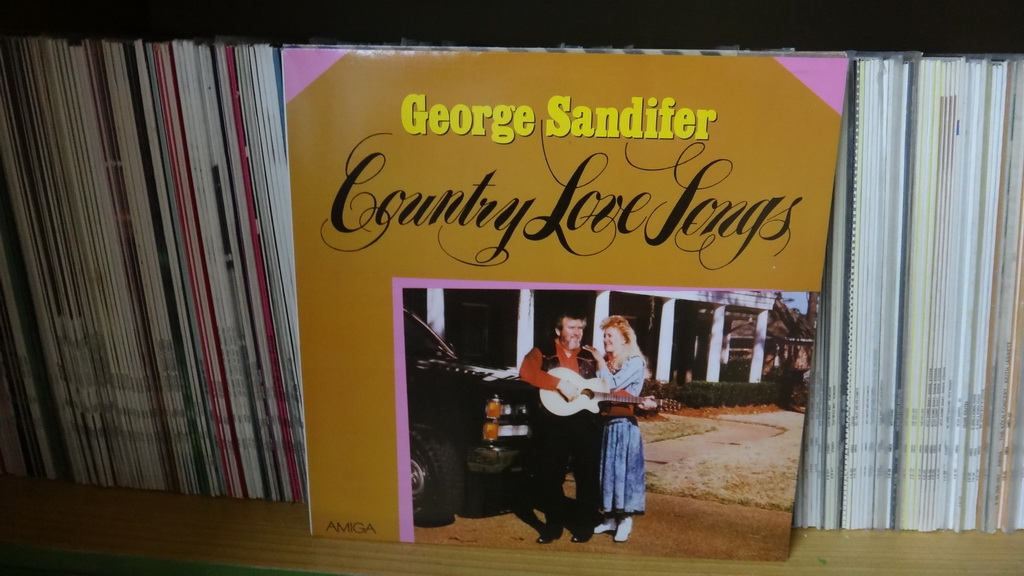 George Sandifer
Country Love Songs
AMIGA